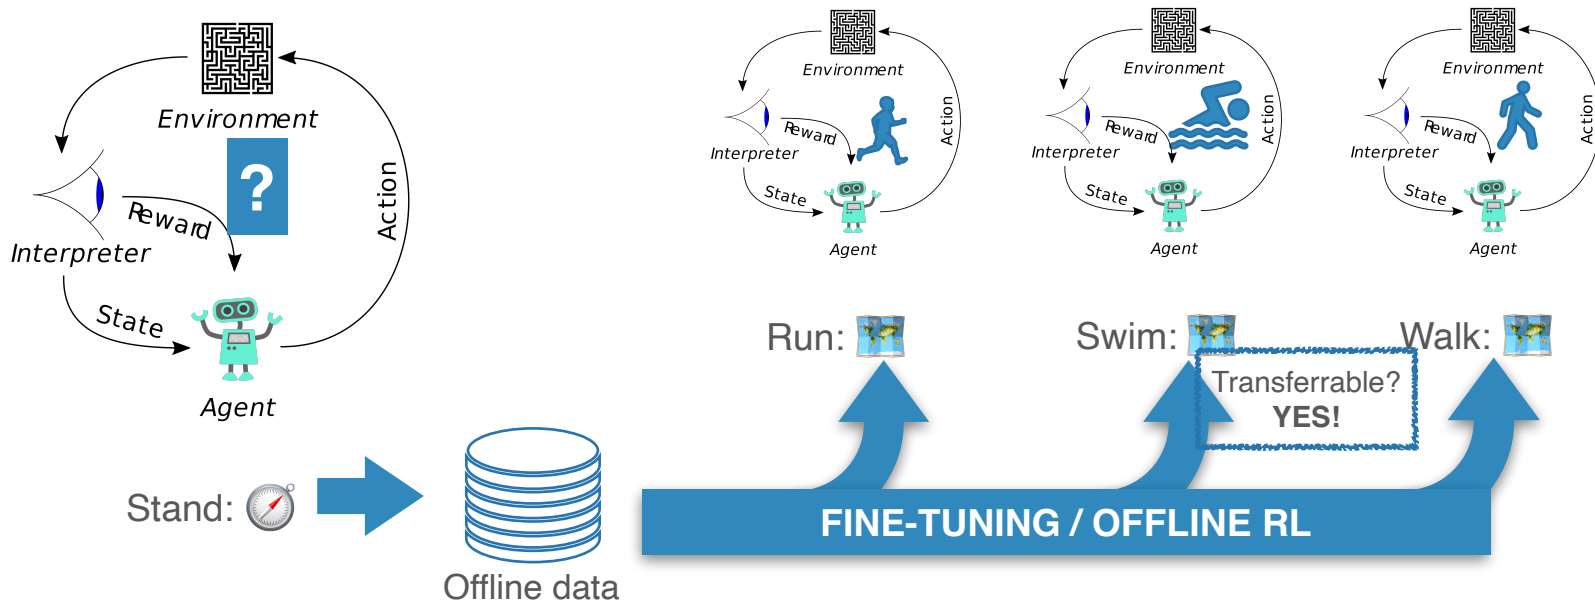 Environment
?
Reward
Action
Interpreter
State
Agent
Environment
Reward
Action
Interpreter
State
Agent
Environment
Reward
Action
Interpreter
State
Agent
Environment
Reward
Action
Interpreter
State
Agent
Run:
Swim:
Walk:
Transferrable?
YES!
Stand:
FINE-TUNING / OFFLINE RL
Offline data